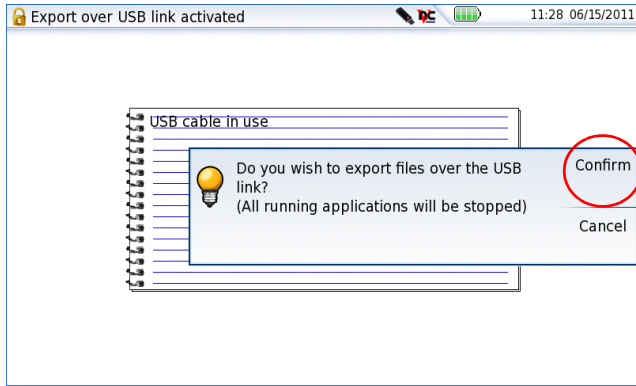 Export over USB link activated
11:28 06/15/2011
USB cable in use
Do you wish to export files over the USB
link?
(All running applications will be stopped)
Confirm
Cancel